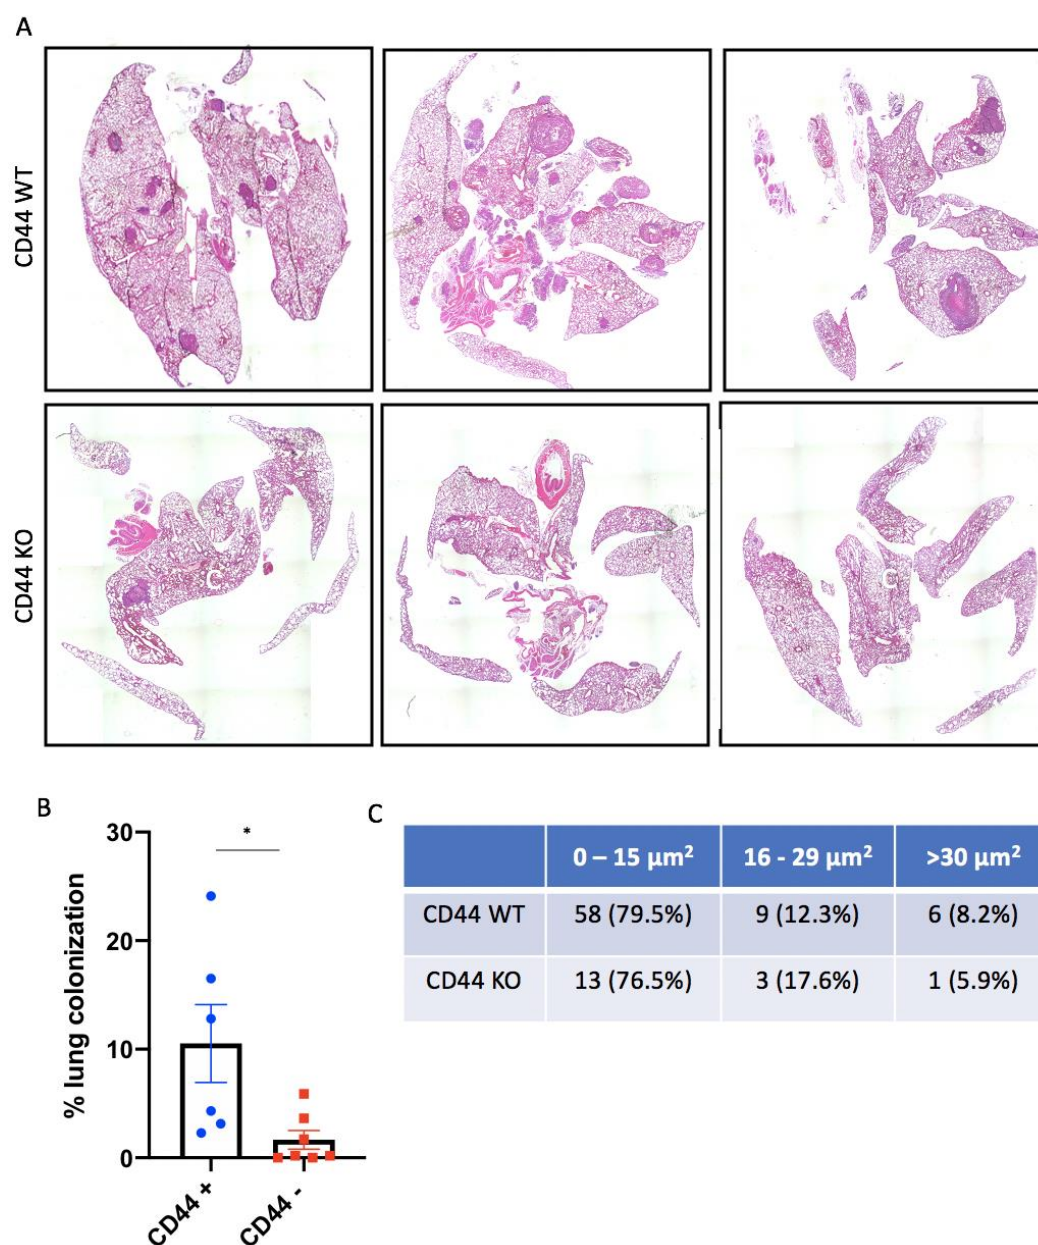 A
CD44 WT
CD44 KO
C
C
B
30
20
10
0
% lung colonization
*
CD44 +
CD44 -
C
0 – 15 µm²
16 - 29 µm²
>30 µm²
CD44 WT
58 (79.5%)
9 (12.3%)
6 (8.2%)
CD44 KO
13 (76.5%)
3 (17.6%)
1 (5.9%)